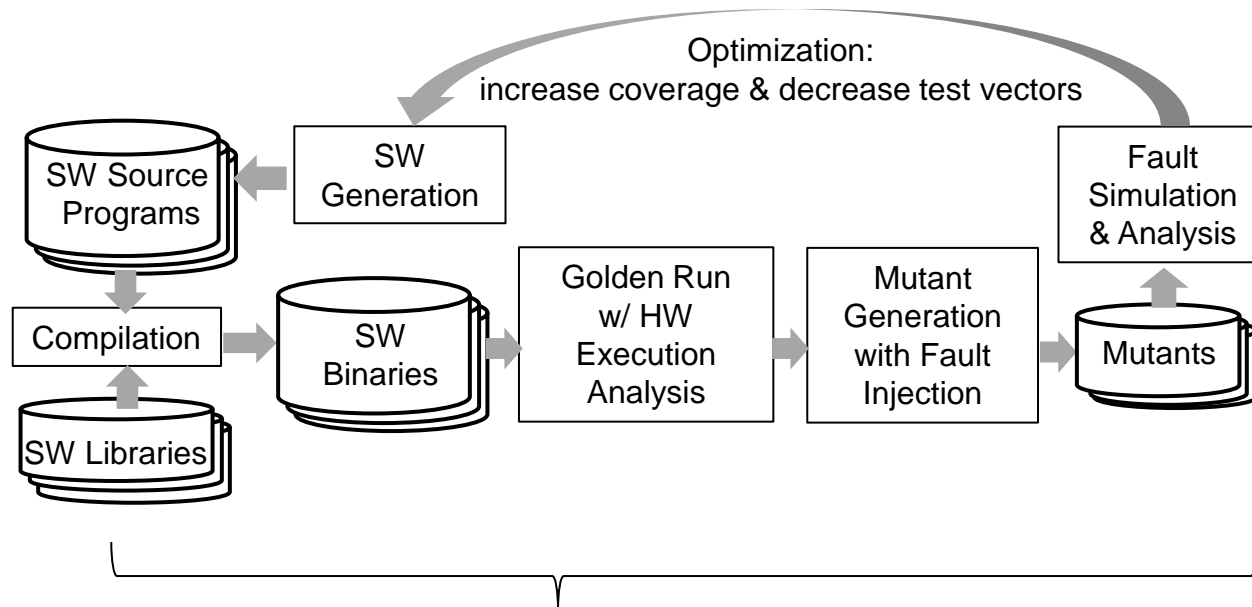 Optimization:
increase coverage & decrease test vectors
SW Source
Programs
SW
Generation
Fault
Simulation
& Analysis
Compilation
SW
Binaries
Golden Run
w/ HW
Execution
Analysis
Mutant
Generation
with Fault
Injection
Mutants
SW Libraries